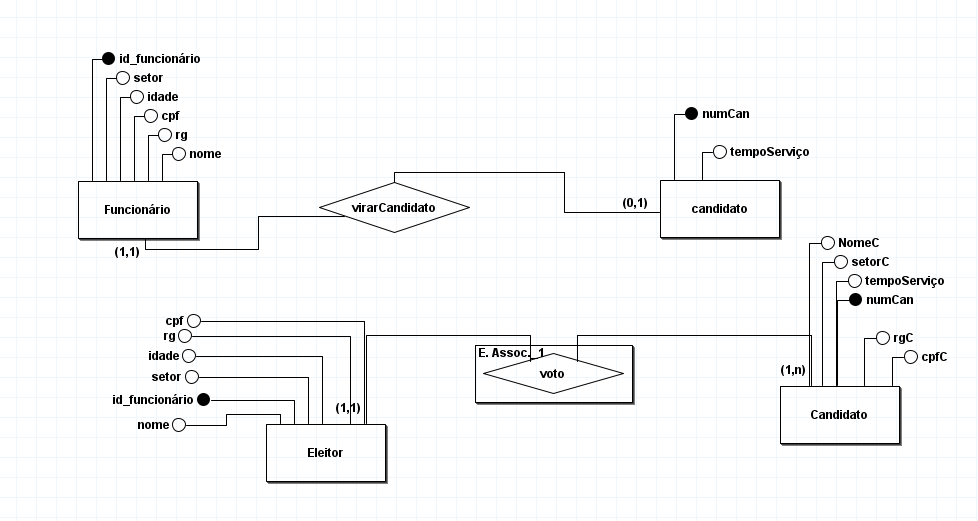 id_funcionário
setor
idade
cpf
rg
nome
Funcionário
(1,1)
virarCandidato
numCan
tempoServiço
(0,1)
candidato
NomeC
setorC
tempoServiço
numCan
rgC
cpfC
(1,n)
Candidato
cpf
rg
idade
setor
id_funcionário
nome
(1,1)
Eleitor
E. Assoc._1
voto